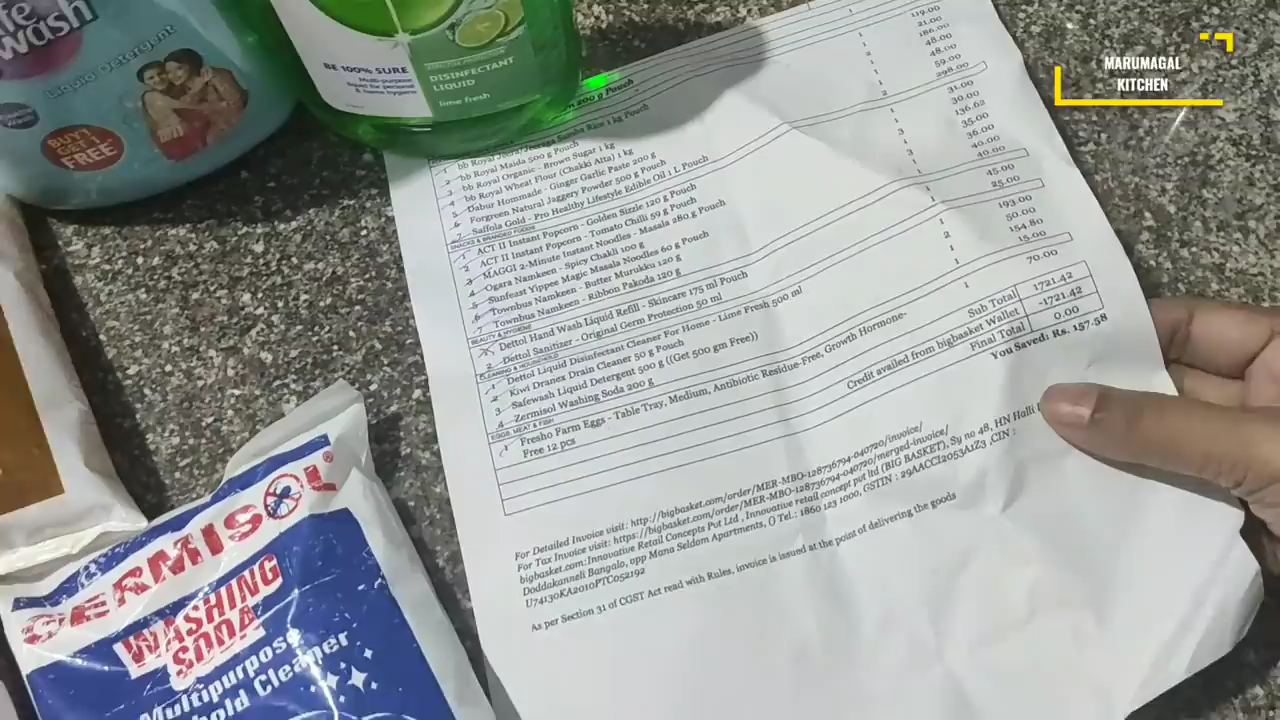 MARUMAGAL
KITCHEN
wash
Liquid Detergent
BUY 1
GET 1
FREE
BE 100% SURE
Multi-purpose
liquid for personal
& home hygiene
DISINFECTANT
LIQUID
lime fresh
200 g Pouch
119.00
21.00
186.00
48.00
48.00
59.00
298.00
Rice 1 kg Pouch
bb Royal Maida 500 g Pouch
bb Royal Organic - Brown Sugar 1 kg
bb Royal Wheat Flour (Chakki Atta) 1 kg
Dabur Hommade - Ginger Garlic Paste 200 g
Forgreen Natural Jaggery Powder 500 g Pouch
Saffola Gold - Pro Healthy Lifestyle Edible Oil 1 L Pouch
SNACKS & BRANDED FOODS
ACT II Instant Popcorn - Golden Sizzle 120 g Pouch
ACT II Instant Popcorn - Tomato Chilli 59 g Pouch
MAGGI 2-Minute Instant Noodles - Masala 280 g Pouch
Ogara Namkeen - Spicy Chakli 100 g
Sunfeast Yippee Magic Masala Noodles 60 g Pouch
Townbus Namkeen - Butter Murukku 120 g
Townbus Namkeen - Ribbon Pakoda 120 g
31.00
30.00
136.62
35.00
36.00
40.00
40.00
BEAUTY & HYGIENE
Dettol Hand Wash Liquid Refill - Skincare 175 ml Pouch
Dettol Sanitizer - Original Germ Protection 50 ml
45.00
25.00
CLEANING & HOUSEHOLD
Dettol Liquid Disinfectant Cleaner For Home - Lime Fresh 500 ml
Kiwi Dranex Drain Cleaner 50 g Pouch
Safewash Liquid Detergent 500 g ((Get 500 gm Free))
Zermisol Washing Soda 200 g
193.00
50.00
154.80
15.00
EGGS, MEAT & FISH
Fresho Farm Eggs - Table Tray, Medium, Antibiotic Residue-Free, Growth Hormone-
Free 12 pcs
70.00
Sub Total 1721.42
Credit availed from bigbasket Wallet -1721.42
Final Total 0.00
You Saved: Rs. 157.58
For Detailed Invoice visit: http://bigbasket.com/order/MER-MBO-128736794-040720/invoice/
For Tax Invoice visit: https://bigbasket.com/order/MER-MBO-128736794-040720/merged-invoice/
bigbasket.com:Innovative Retail Concepts Pvt Ltd , Innovative retail concept pvt ltd (BIG BASKET), Sy no 48, HN Halli
Doddakanneli Bangalo, opp Mana Seldom Apartments, () Tel.: 1860 123 1000, GSTIN : 29AACCI2053A1Z3 ,CIN :
U74130KA2010PTC052192
As per Section 31 of CGST Act read with Rules, invoice is issued at the point of delivering the goods
GERMISOL
WASHING
SODA
Multipurpose
Cleaner